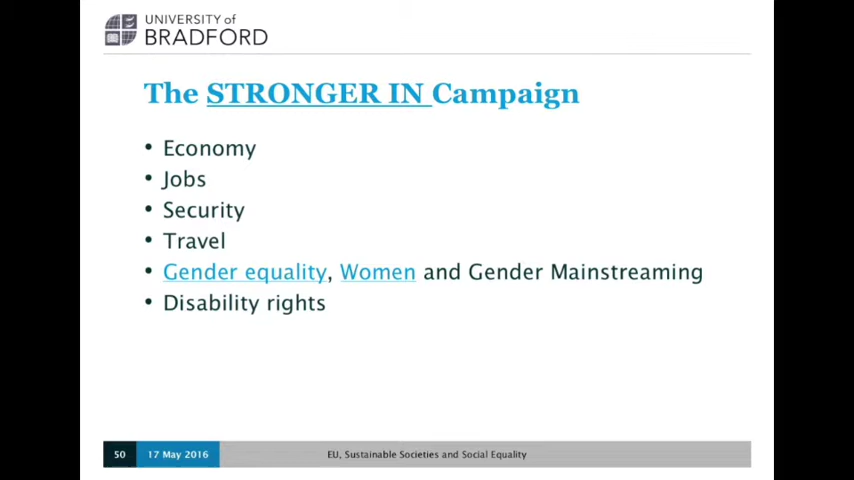 UNIVERSITY of
BRADFORD
The STRONGER IN Campaign
• Economy
• Jobs
• Security
• Travel
• Gender equality, Women and Gender Mainstreaming
• Disability rights
50 17 May 2016 EU, Sustainable Societies and Social Equality